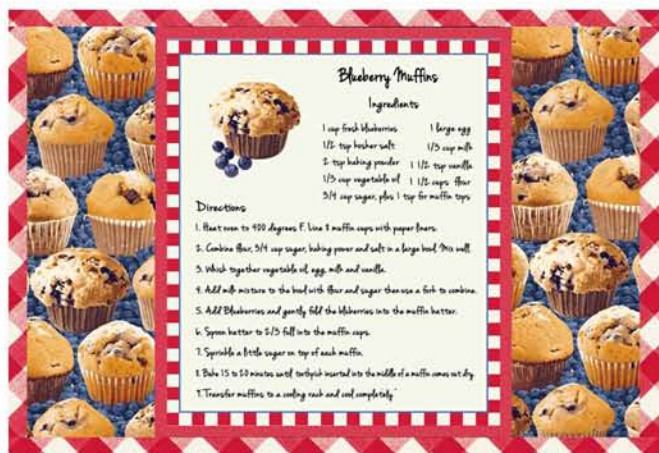 Blueberry Muffins
Ingredients
1 cup fresh blueberries 1 large egg
1/2 tsp kosher salt 1/3 cup milk
2 tsp baking powder 1 1/2 tsp vanilla
1/3 cup vegetable oil 1 1/2 cups flour
3/4 cup sugar, plus 1 tsp for muffin tops
Directions
1. Heat oven to 400 degrees F. Line 8 muffin cups with paper liners.
2. Combine flour, 3/4 cup sugar, baking power and salt in a large bowl. Mix well.
3. Whisk together vegetable oil, egg, milk and vanilla.
4. Add milk mixture to the bowl with flour and sugar then use a fork to combine.
5. Add Blueberries and gently fold the bluberries into the muffin batter.
6. Spoon batter to 2/3 full into the muffin cups.
7. Sprinkle a little sugar on top of each muffin.
8. Bake 15 to 20 minutes until toothpick inserted into the middle of a muffin comes out dry.
9. Transfer muffins to a cooling rack and cool completely"